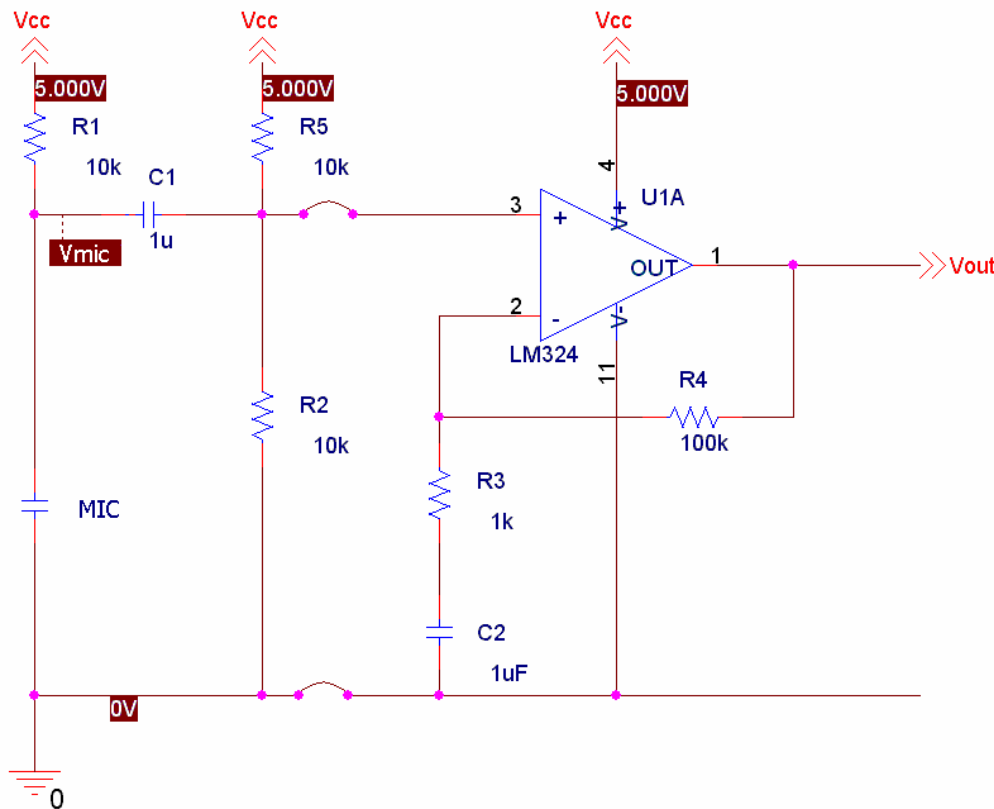 Vcc
Vcc
Vcc
5.000V
5.000V
5.000V
R1
10k
R5
10k
C1
1u
Vmic
4
U1A
V+
3
+
OUT
1
Vout
2
-
V-
LM324
11
R4
100k
R2
10k
R3
1k
MIC
C2
1uF
0V
0